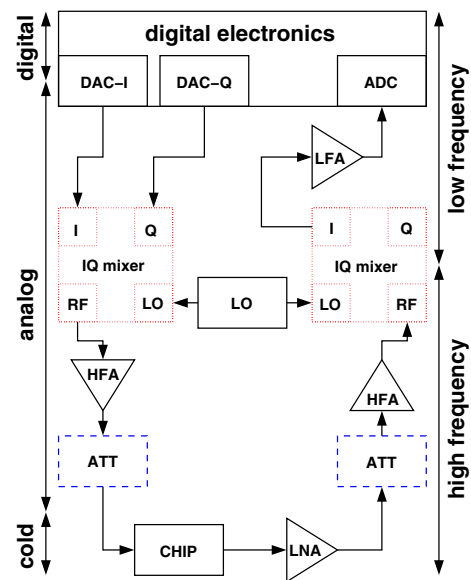 digital electronics
DAC–I
DAC–Q
ADC
LFA
I
Q
IQ mixer
RF
LO
LO
I
Q
IQ mixer
LO
RF
HFA
HFA
ATT
ATT
CHIP
LNA
digital
analog
cold
low frequency
high frequency